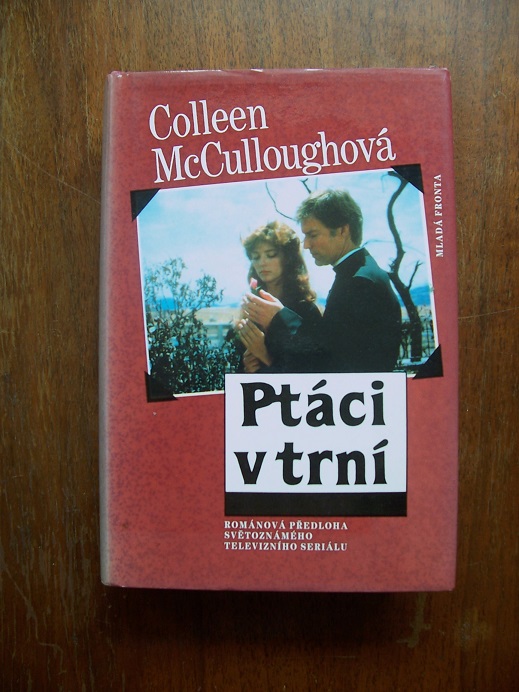 Colleen
McCulloughová
MLADÁ FRONTA
Ptáci
v trní
ROMÁNOVÁ PŘEDLOHA
SVĚTOZNÁMÉHO
TELEVIZNÍHO SERIÁLU